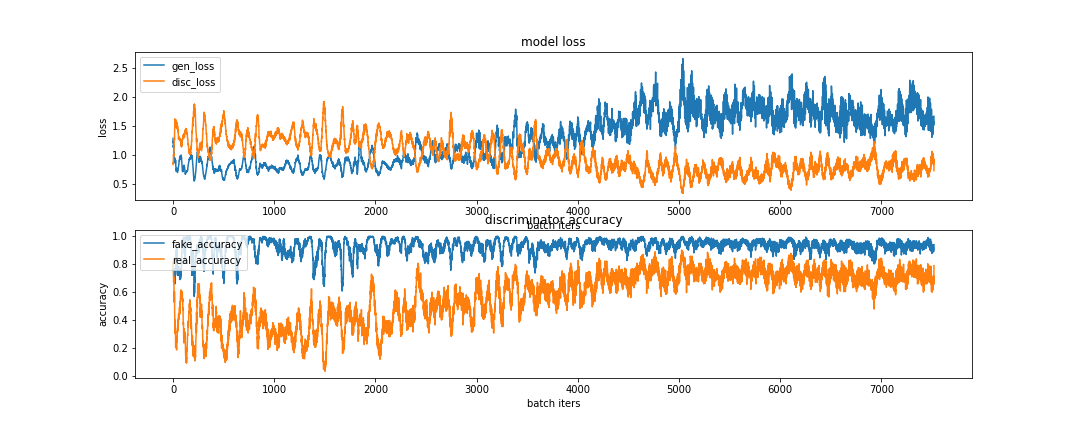 model loss
gen_loss
disc_loss
loss
2.5
2.0
1.5
1.0
0.5
0 1000 2000 3000 4000 5000 6000 7000
batch iters
discriminator accuracy
fake_accuracy
real_accuracy
accuracy
1.0
0.8
0.6
0.4
0.2
0.0
0 1000 2000 3000 4000 5000 6000 7000
batch iters